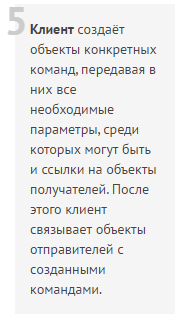 5
Клиент создаёт
объекты конкретных
команд, передавая в
них все
необходимые
параметры, среди
которых могут быть
и ссылки на объекты
получателей. После
этого клиент
связывает объекты
отправителей с
созданными
командами.